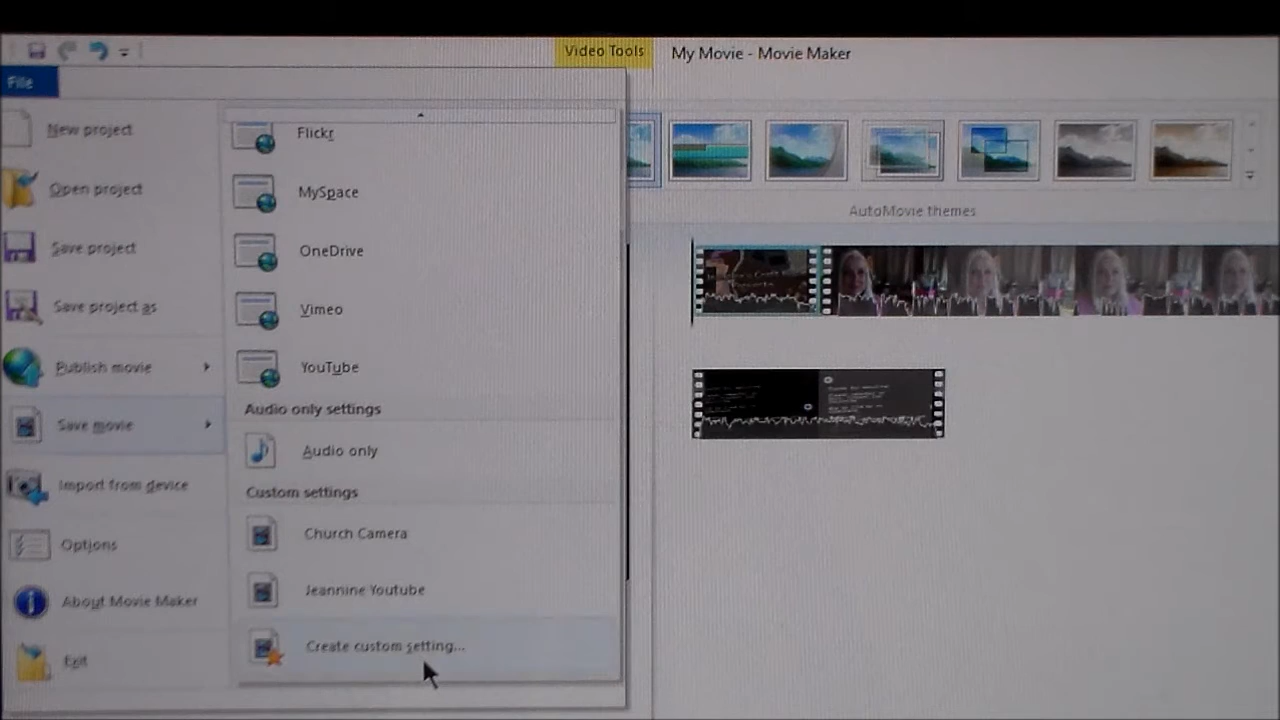 Video Tools
My Movie - Movie Maker
File
New project
Open project
Save project
Save project as
Publish movie
Save movie
Import from device
Options
About Movie Maker
Exit
Flickr
MySpace
OneDrive
Vimeo
YouTube
Audio only settings
Audio only
Custom settings
Church Camera
Jeannine Youtube
Create custom setting...
AutoMovie themes